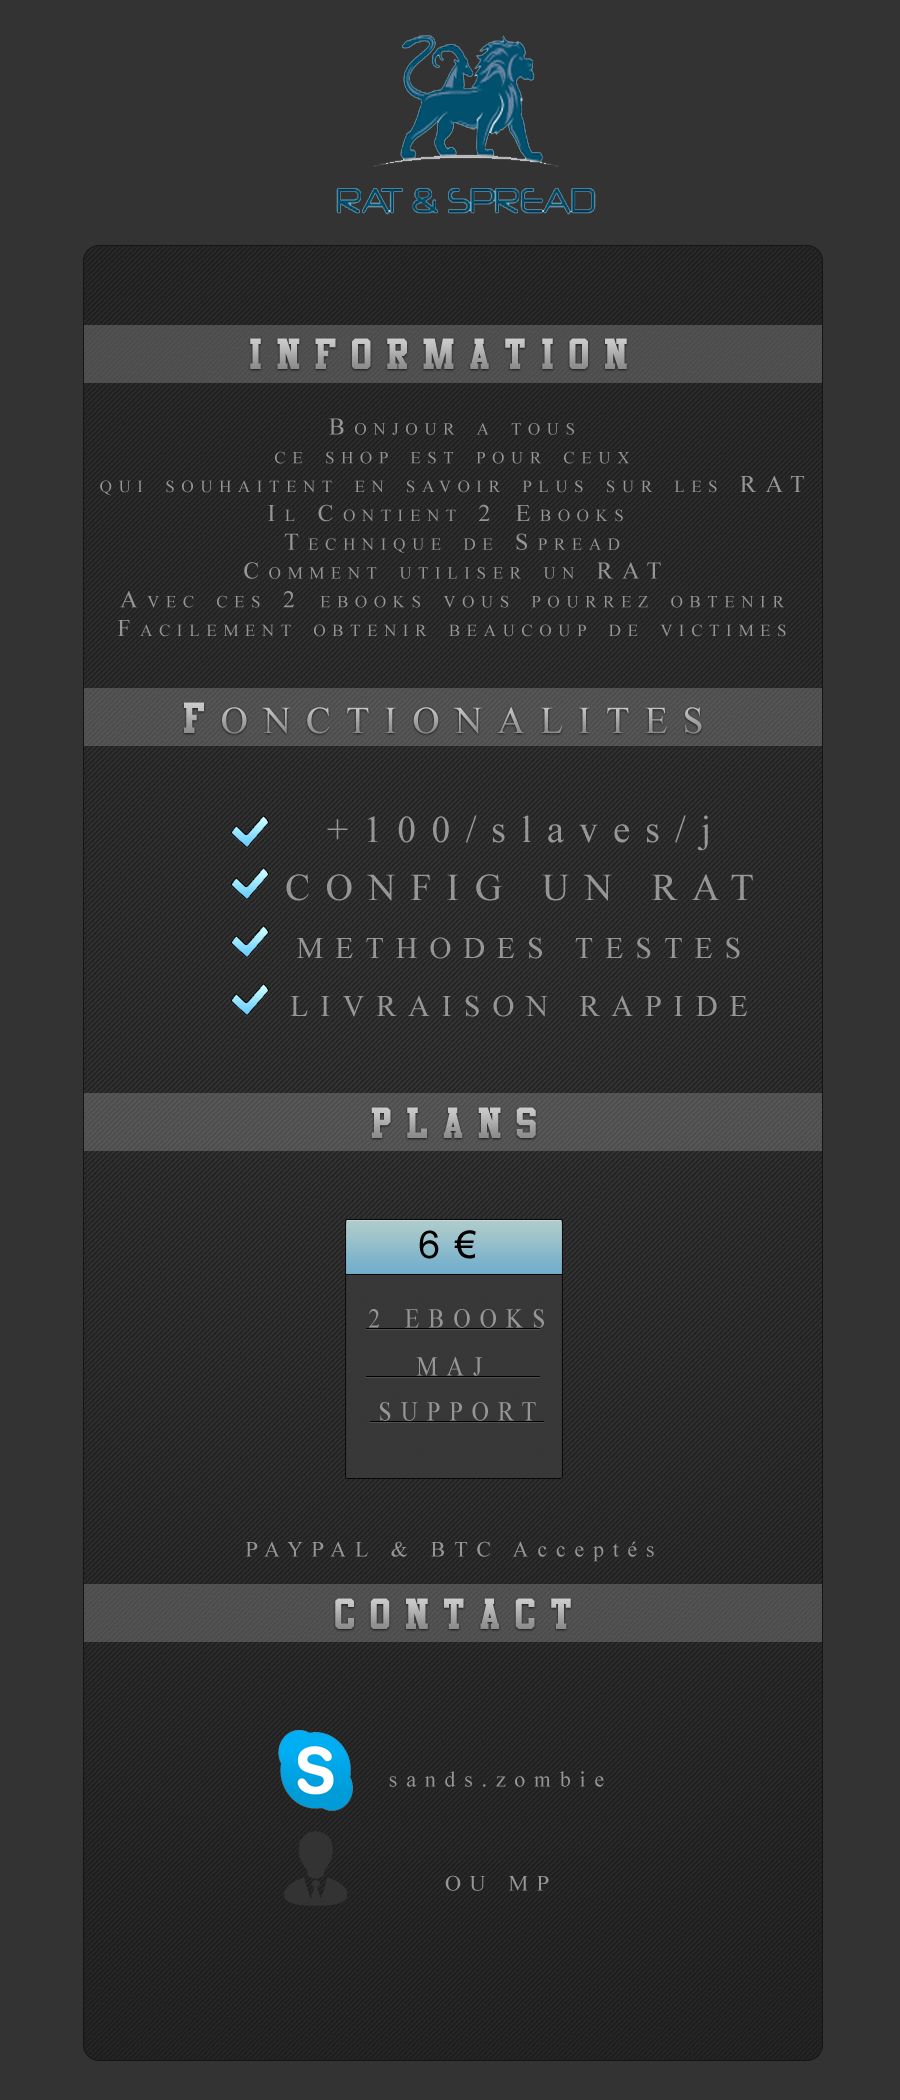 RAT & SPREAD
INFORMATION
Bonjour a tous
ce shop est pour ceux
qui souhaitent en savoir plus sur les RAT
Il Contient 2 Ebooks
Technique de Spread
Comment utiliser un RAT
Avec ces 2 ebooks vous pourrez obtenir
Facilement obtenir beaucoup de victimes
FONCTIONALITES
+100/slaves/j
CONFIG UN RAT
METHODES TESTES
LIVRAISON RAPIDE
PLANS
6 €
2 EBOOKS
MAJ
SUPPORT
PAYPAL & BTC Acceptés
CONTACT
S
sands.zombie
OU MP